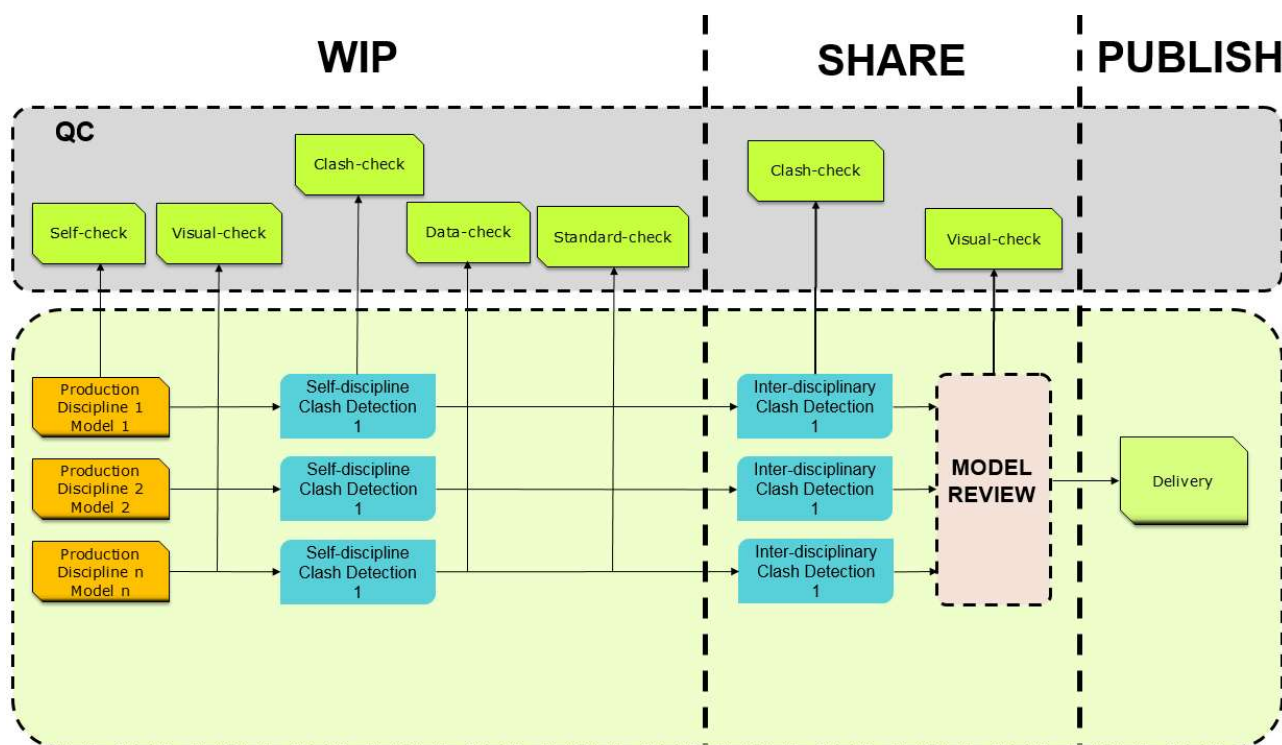 WIP
SHARE
PUBLISH
QC
Self-check
Visual-check
Clash-check
Data-check
Standard-check
Clash-check
Visual-check
Production
Discipline 1
Model 1
Self-discipline
Clash Detection
1
Inter-disciplinary
Clash Detection
1
Production
Discipline 2
Model 2
Self-discipline
Clash Detection
1
Inter-disciplinary
Clash Detection
1
Production
Discipline n
Model n
Self-discipline
Clash Detection
1
Inter-disciplinary
Clash Detection
1
MODEL
REVIEW
Delivery